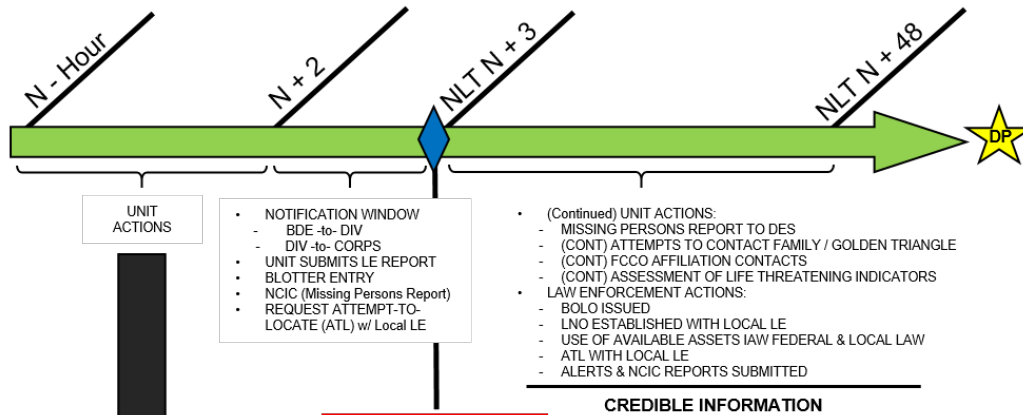 N - Hour
N + 2
NLT N + 3
NLT N + 48
DP
UNIT
ACTIONS
• NOTIFICATION WINDOW
- BDE -to- DIV
- DIV -to- CORPS
• UNIT SUBMITS LE REPORT
• BLOTTER ENTRY
• NCIC (Missing Persons Report)
• REQUEST ATTEMPT-TO-
LOCATE (ATL) w/ Local LE
• (Continued) UNIT ACTIONS:
- MISSING PERSONS REPORT TO DES
- (CONT) ATTEMPTS TO CONTACT FAMILY / GOLDEN TRIANGLE
- (CONT) FCCO AFFILIATION CONTACTS
- (CONT) ASSESSMENT OF LIFE THREATENING INDICATORS
• LAW ENFORCEMENT ACTIONS:
- BOLO ISSUED
- LNO ESTABLISHED WITH LOCAL LE
- USE OF AVAILABLE ASSETS IAW FEDERAL & LOCAL LAW
- ATL WITH LOCAL LE
- ALERTS & NCIC REPORTS SUBMITTED
CREDIBLE INFORMATION